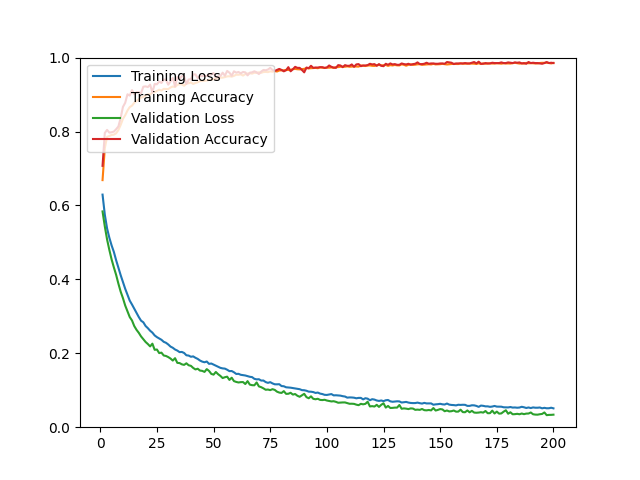 1.0
0.8
0.6
0.4
0.2
0.0
Training Loss
Training Accuracy
Validation Loss
Validation Accuracy
0 25 50 75 100 125 150 175 200